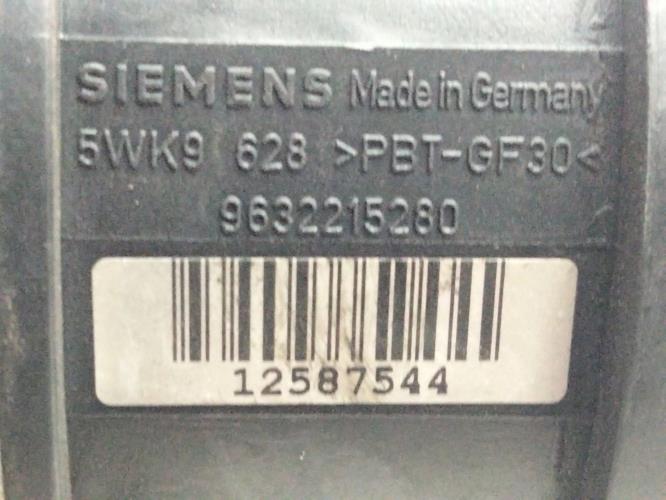 SIEMENS Made in Germany
5WK9 628 >PBT-GF30<
9632215280
12587544